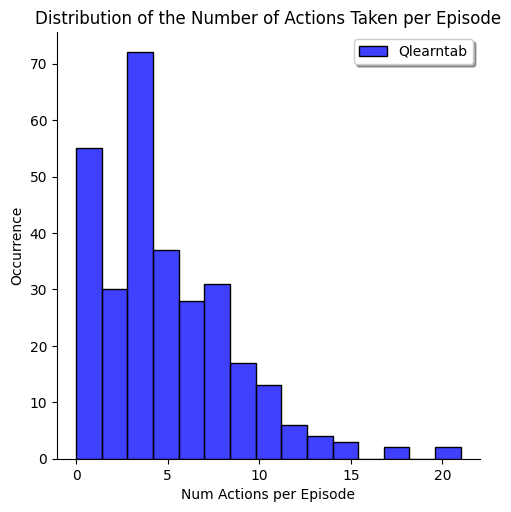 Distribution of the Number of Actions Taken per Episode
Qlearntab
70
60
50
40
30
20
10
0
Occurrence
0 5 10 15 20
Num Actions per Episode